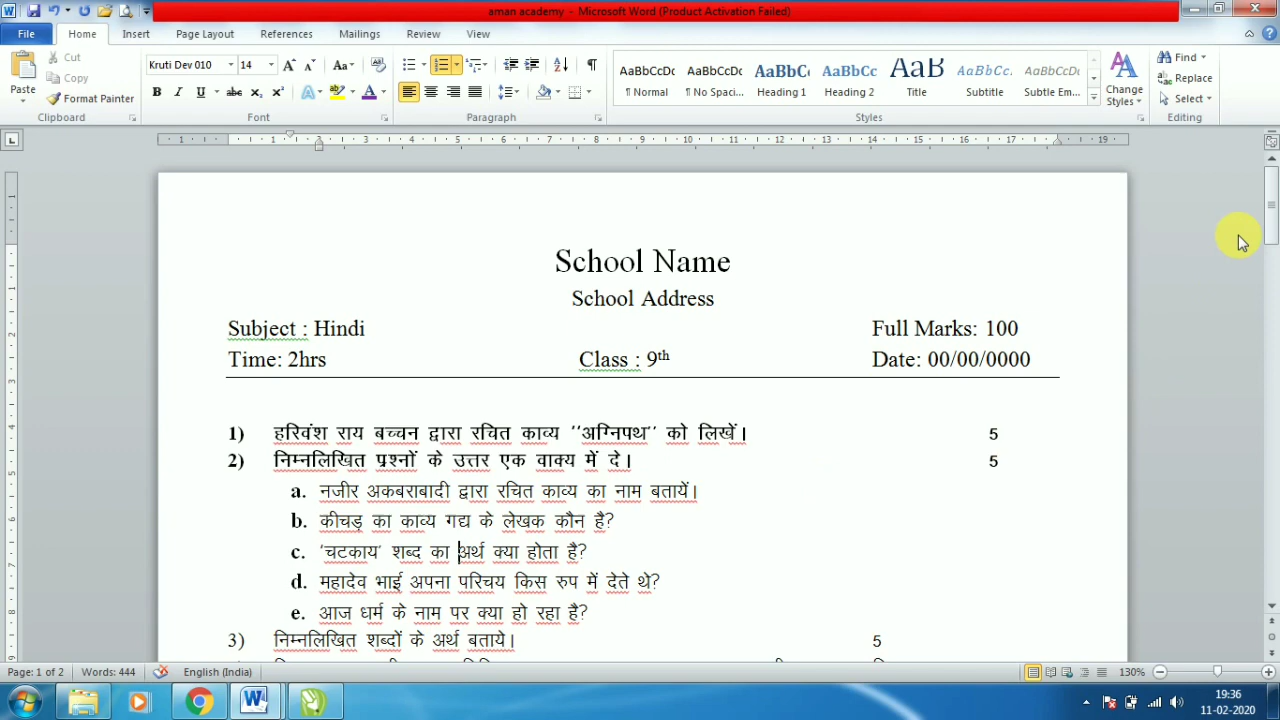 aman academy - Microsoft Word (Product Activation Failed)
File Home Insert Page Layout References Mailings Review View
Paste Cut Copy Format Painter
Kruti Dev 010 14
AaBbCcDc AaBbCcDc AaBbCc AaBbCc AaB AaBbCcDc AaBbCcDc
¶ Normal ¶ No Spaci... Heading 1 Heading 2 Title Subtitle Subtle Em...
Change Styles
Find Replace Select
Clipboard Font Paragraph Styles Editing
School Name
School Address
Subject : Hindi Full Marks: 100
Time: 2hrs Class : 9th Date: 00/00/0000
1) हरिवंश राय बच्चन द्वारा रचित काव्य ''अग्निपथ'' को लिखें। 5
2) निम्नलिखित प्रश्नों के उत्तर एक वाक्य में दे। 5
a. नजीर अकबराबादी द्वारा रचित काव्य का नाम बतायें।
b. कीचड़ का काव्य गद्य के लेखक कौन है?
c. 'चटकाय' शब्द का अर्थ क्या होता है?
d. महादेव भाई अपना परिचय किस रुप में देते थे?
e. आज धर्म के नाम पर क्या हो रहा है?
3) निम्नलिखित शब्दों के अर्थ बताये। 5
Page: 1 of 2 Words: 444 English (India) 130%
19:36
11-02-2020